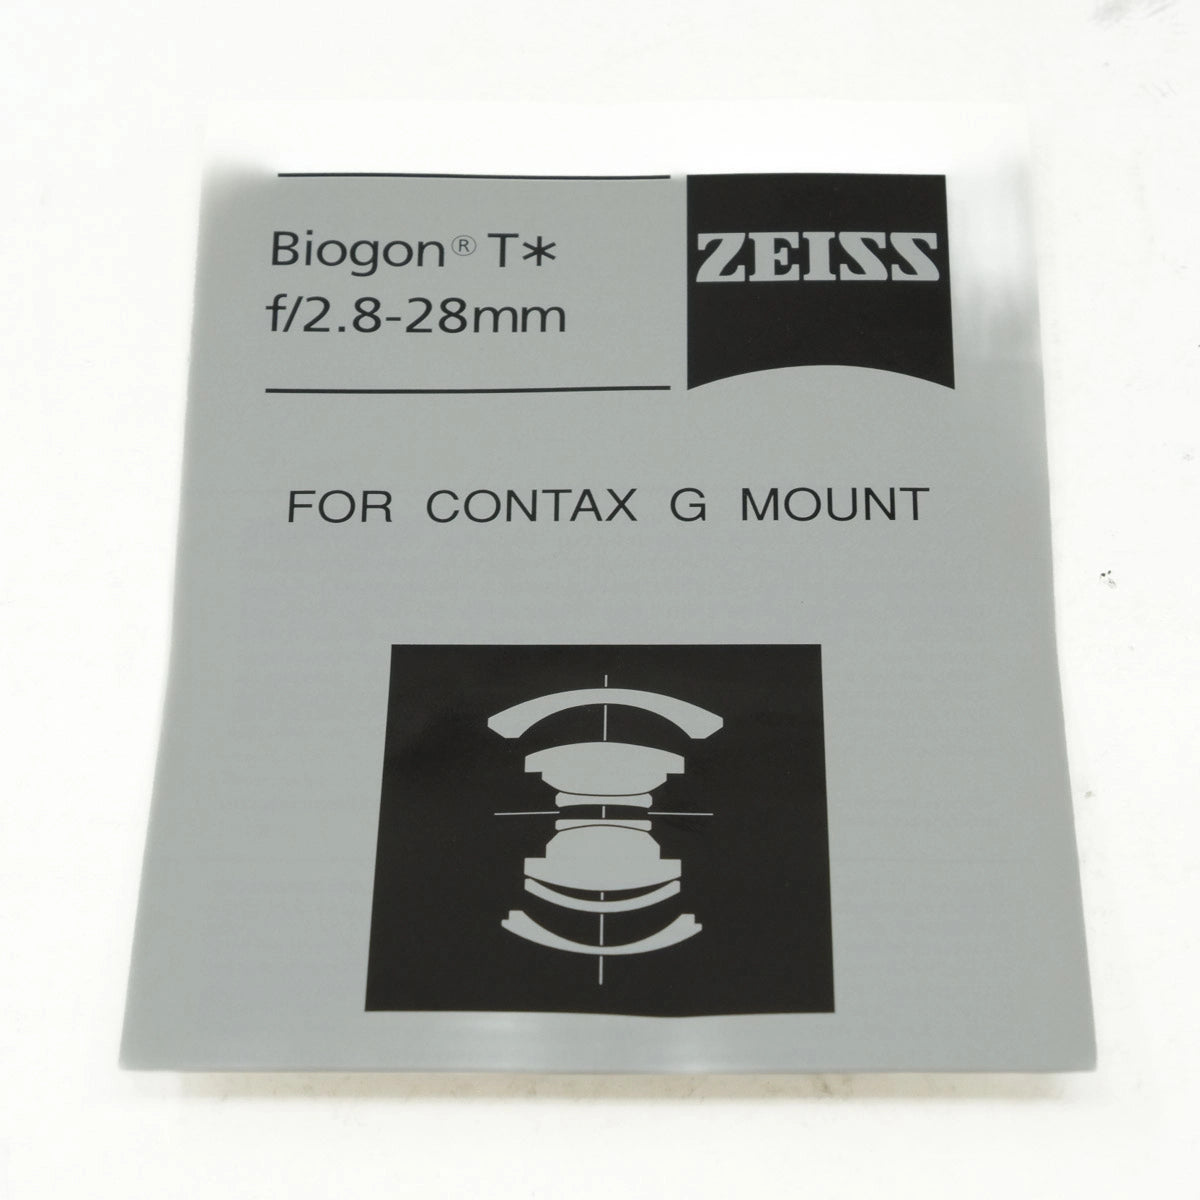 Biogon® T*
f/2.8-28mm
ZEISS
FOR CONTAX G MOUNT